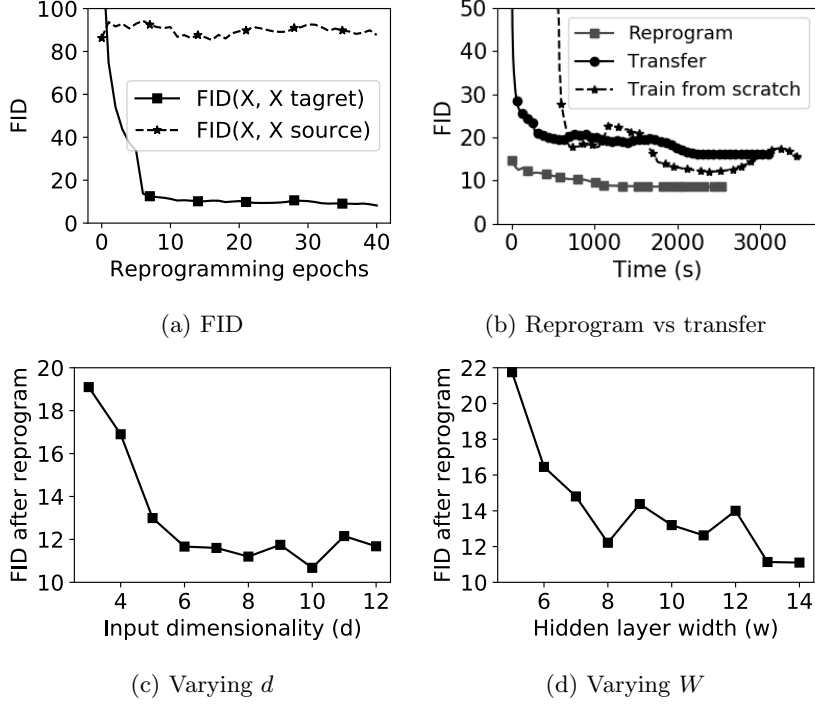 100
80
60
40
20
0
FID
FID(X, X tagret)
FID(X, X source)
0 10 20 30 40
Reprogramming epochs
(a) FID
50
40
30
20
10
0
FID
Reprogram
Transfer
Train from scratch
0 1000 2000 3000
Time (s)
(b) Reprogram vs transfer
20
18
16
14
12
10
FID after reprogram
4 6 8 10 12
Input dimensionality (d)
(c) Varying d
22
20
18
16
14
12
10
FID after reprogram
6 8 10 12 14
Hidden layer width (w)
(d) Varying W